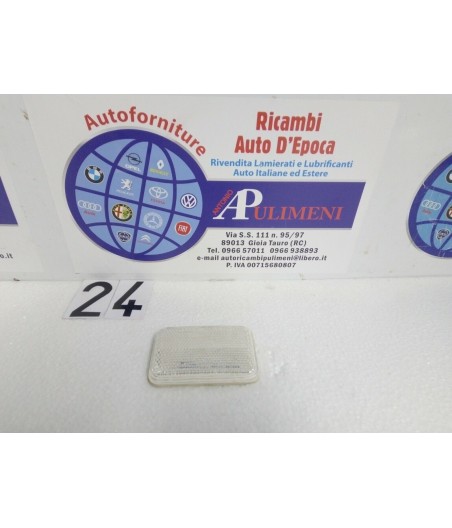 Autoforniture
Ricambi
Auto D'Epoca
Rivendita Lamierati e Lubrificanti
Auto Italiane ed Estere
ANTONIO
APULIMENI
Via S.S. 111 n. 95/97
89013 Gioia Tauro (RC)
Tel. 0966 57011 0966 938893
e-mail autoricambipulimeni@libero.it
P. IVA 00715680807
24